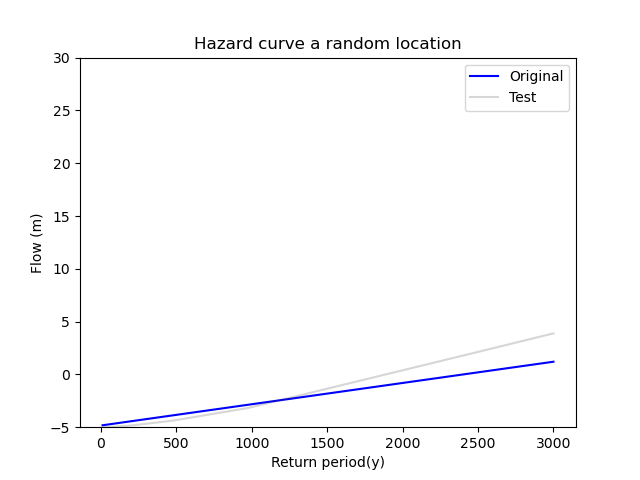 Hazard curve a random location
Original
Test
30
25
20
15
10
5
0
−5
Flow (m)
0 500 1000 1500 2000 2500 3000
Return period(y)